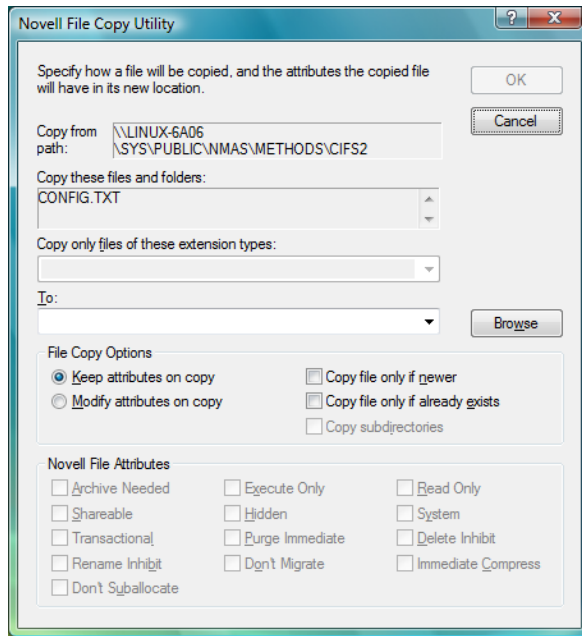 Novell File Copy Utility
Specify how a file will be copied, and the attributes the copied file
will have in its new location.
OK
Cancel
Copy from
path:
\\LINUX-6A06
\SYS\PUBLIC\NMAS\METHODS\CIFS2
Copy these files and folders:
CONFIG.TXT
Copy only files of these extension types:
To:
Browse
File Copy Options
Keep attributes on copy
Copy file only if newer
Modify attributes on copy
Copy file only if already exists
Copy subdirectories
Novell File Attributes
Archive Needed
Execute Only
Read Only
Shareable
Hidden
System
Transactional
Purge Immediate
Delete Inhibit
Rename Inhibit
Don't Migrate
Immediate Compress
Don't Suballocate